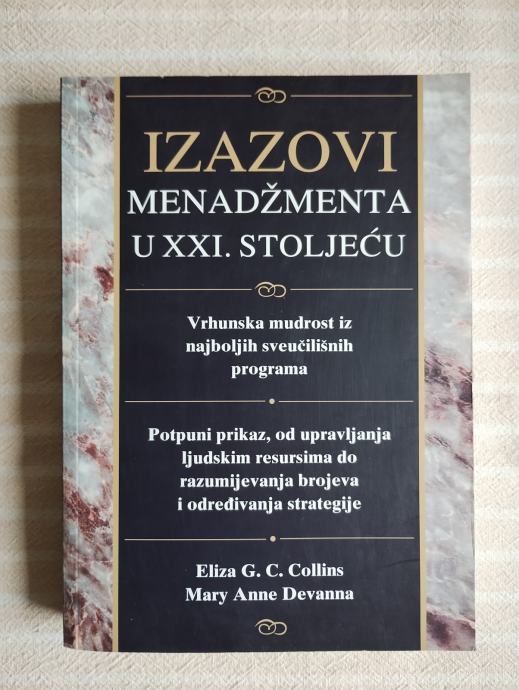 IZAZOVI
MENADŽMENTA
U XXI. STOLJEĆU
Vrhunska mudrost iz
najboljih sveučilišnih
programa
Potpuni prikaz, od upravljanja
ljudskim resursima do
razumijevanja brojeva
i određivanja strategije
Eliza G. C. Collins
Mary Anne Devanna